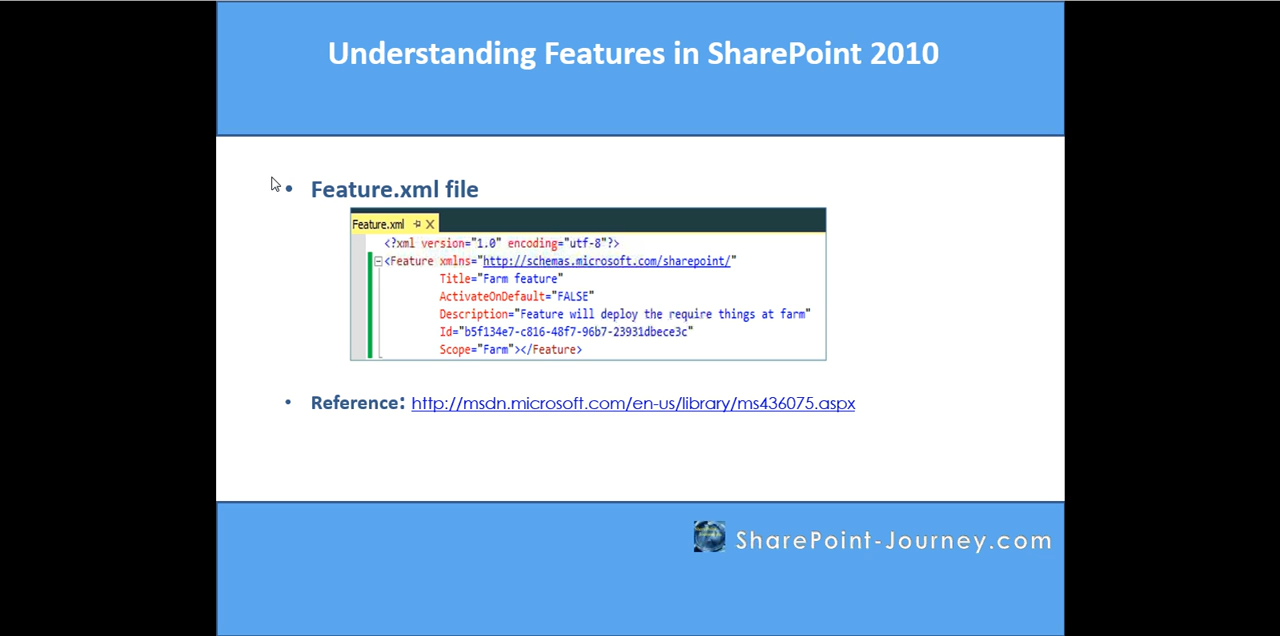 Understanding Features in SharePoint 2010
• Feature.xml file
Feature.xml
<?xml version="1.0" encoding="utf-8"?>
<Feature xmlns="http://schemas.microsoft.com/sharepoint/"
Title="Farm feature"
ActivateOnDefault="FALSE"
Description="Feature will deploy the require things at farm"
Id="b5f134e7-c816-48f7-96b7-23931dbece3c"
Scope="Farm"></Feature>
• Reference: http://msdn.microsoft.com/en-us/library/ms436075.aspx
SharePoint-Journey.com